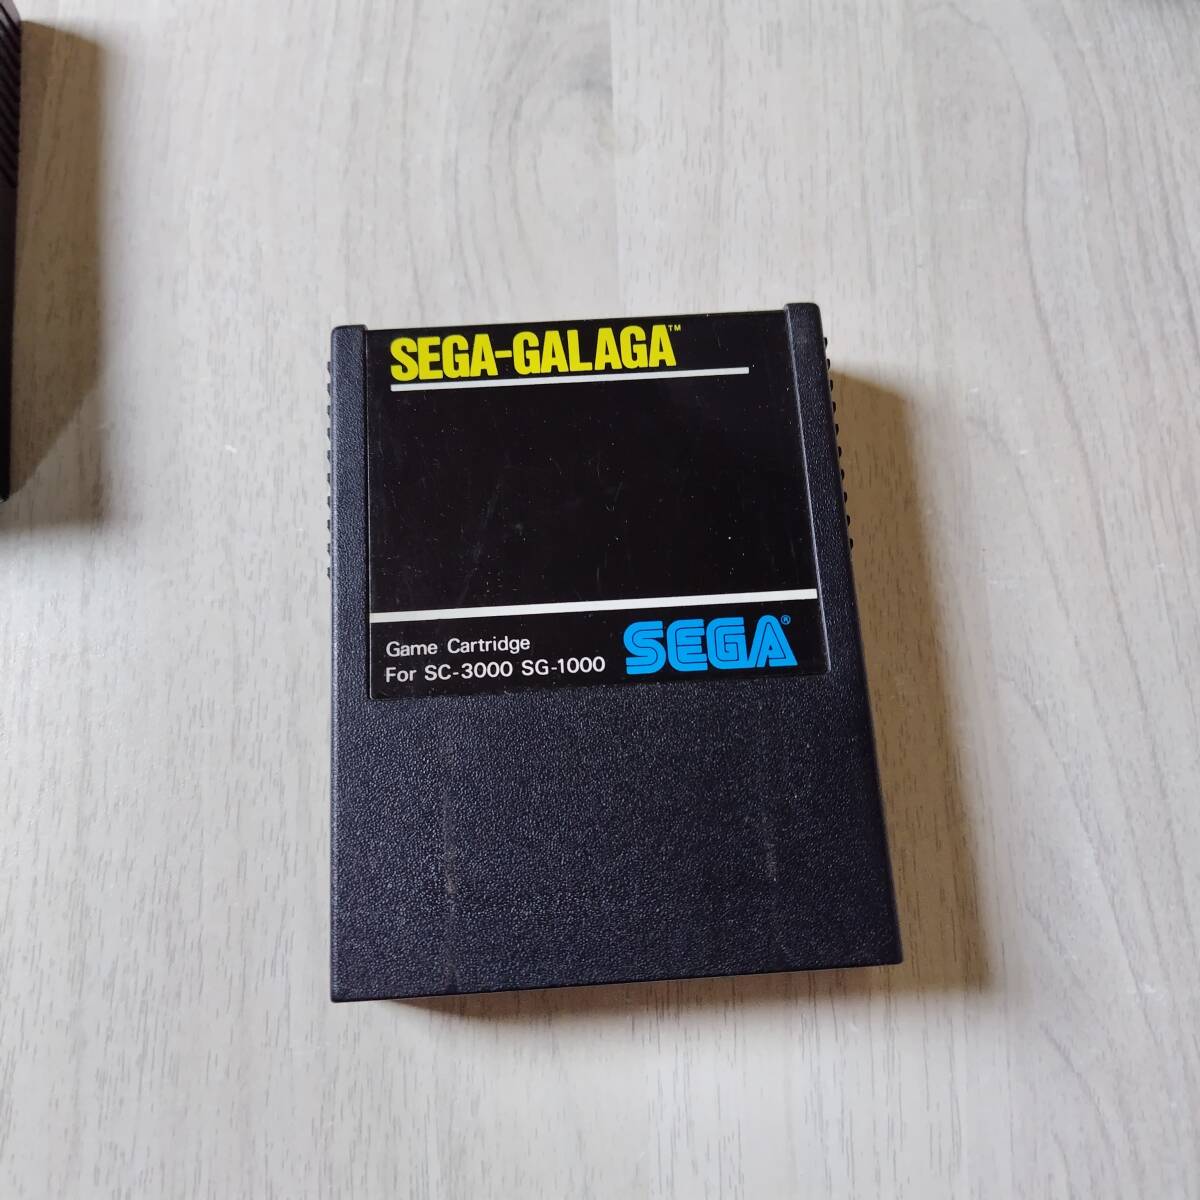 SEGA-GALAGA™
Game Cartridge
For SC-3000 SG-1000
SEGA®